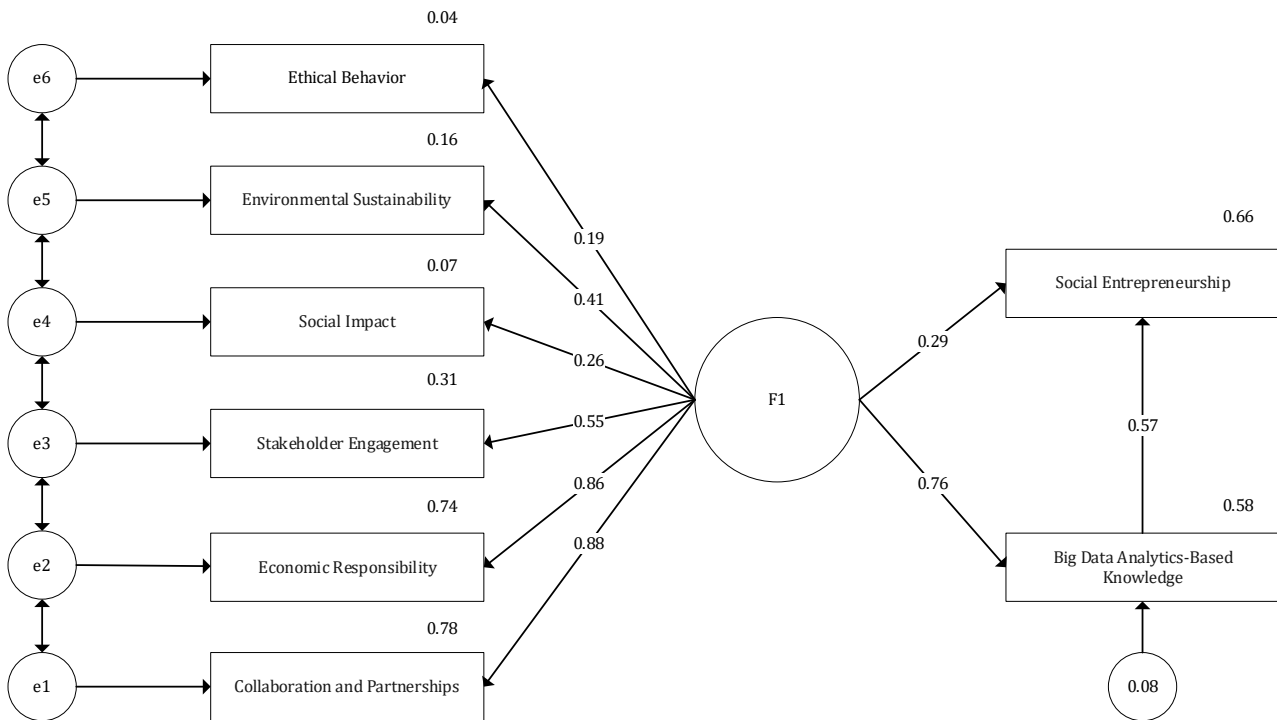 0.04
e6
Ethical Behavior
0.16
e5
Environmental Sustainability
0.07
e4
Social Impact
0.31
e3
Stakeholder Engagement
0.74
e2
Economic Responsibility
0.78
e1
Collaboration and Partnerships
0.19
0.41
0.26
0.55
0.86
0.88
F1
0.29
0.76
0.66
Social Entrepreneurship
0.57
0.58
Big Data Analytics-Based
Knowledge
0.08